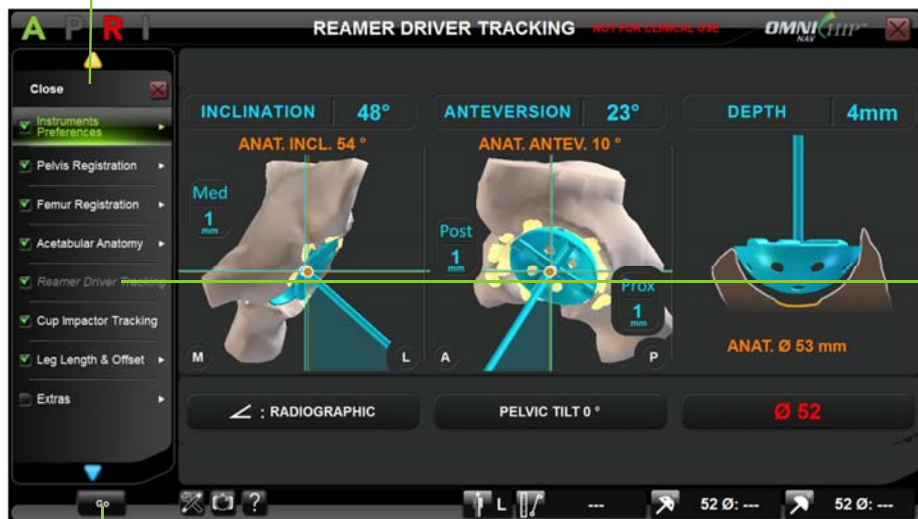 A P R I
REAMER DRIVER TRACKING NOT FOR CLINICAL USE
OMNI CHIP
NAV
Close
Instruments
Preferences
Pelvis Registration
Femur Registration
Acetabular Anatomy
Reamer Driver Tracking
Cup Impactor Tracking
Leg Length & Offset
Extras
Go
INCLINATION 48°
ANAT. INCL. 54 °
Med
1
mm
M
L
ANTEVERSION 23°
ANAT. ANTEV. 10 °
Post
1
mm
Prox
1
mm
A
P
DEPTH 4mm
ANAT. Ø 53 mm
∠ : RADIOGRAPHIC
PELVIC TILT 0 °
Ø 52
?
L
---
52 Ø: ---
52 Ø: ---